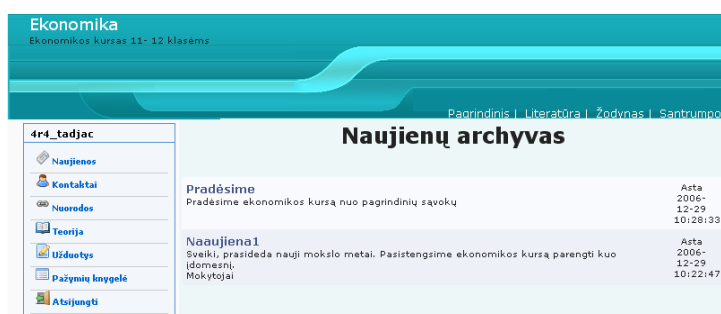 Ekonomika
Ekonomikos kursas 11- 12 klasėms
Pagrindinis | Literatūra | Žodynas | Santrumpo
4r4_tadjac
Naujienos
Kontaktai
Nuorodos
Teorija
Užduotys
Pažymių knygelė
Atsijungti
Naujienų archyvas
Pradėsime
Pradėsime ekonomikos kursą nuo pagrindinių sąvokų
Asta
2006-
12-29
10:28:33
Naaujiena1
Sveiki, prasideda nauji mokslo metai. Pasistengsime ekonomikos kursą parengti kuo
įdomesnį.
Mokytojai
Asta
2006-
12-29
10:22:47